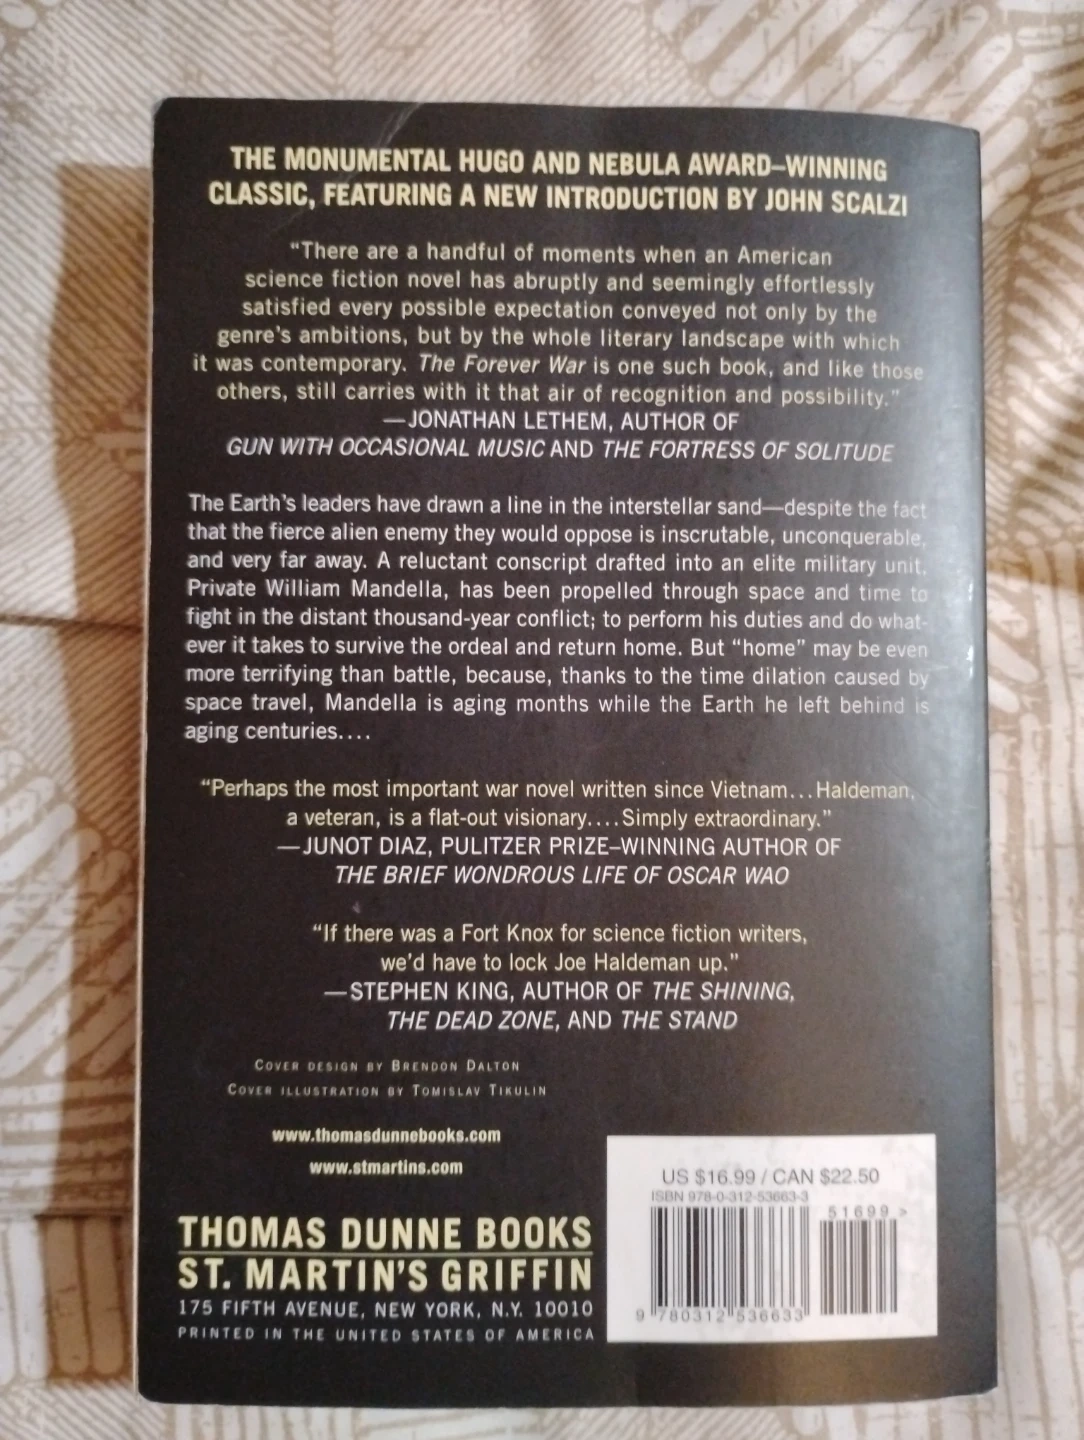 THE MONUMENTAL HUGO AND NEBULA AWARD–WINNING
CLASSIC, FEATURING A NEW INTRODUCTION BY JOHN SCALZI
“There are a handful of moments when an American
science fiction novel has abruptly and seemingly effortlessly
satisfied every possible expectation conveyed not only by the
genre’s ambitions, but by the whole literary landscape with which
it was contemporary. The Forever War is one such book, and like those
others, still carries with it that air of recognition and possibility.”
—JONATHAN LETHEM, AUTHOR OF
GUN WITH OCCASIONAL MUSIC AND THE FORTRESS OF SOLITUDE
The Earth’s leaders have drawn a line in the interstellar sand—despite the fact
that the fierce alien enemy they would oppose is inscrutable, unconquerable,
and very far away. A reluctant conscript drafted into an elite military unit,
Private William Mandella, has been propelled through space and time to
fight in the distant thousand-year conflict; to perform his duties and do what-
ever it takes to survive the ordeal and return home. But “home” may be even
more terrifying than battle, because, thanks to the time dilation caused by
space travel, Mandella is aging months while the Earth he left behind is
aging centuries....
“Perhaps the most important war novel written since Vietnam...Haldeman,
a veteran, is a flat-out visionary....Simply extraordinary.”
—JUNOT DIAZ, PULITZER PRIZE–WINNING AUTHOR OF
THE BRIEF WONDROUS LIFE OF OSCAR WAO
“If there was a Fort Knox for science fiction writers,
we’d have to lock Joe Haldeman up.”
—STEPHEN KING, AUTHOR OF THE SHINING,
THE DEAD ZONE, AND THE STAND
COVER DESIGN BY BRENDON DALTON
COVER ILLUSTRATION BY TOMISLAV TIKULIN
www.thomasdunnebooks.com
www.stmartins.com
THOMAS DUNNE BOOKS
ST. MARTIN’S GRIFFIN
175 FIFTH AVENUE, NEW YORK, N.Y. 10010
PRINTED IN THE UNITED STATES OF AMERICA
US $16.99 / CAN $22.50
ISBN 978-0-312-53663-3
51699 >
9 780312 536633